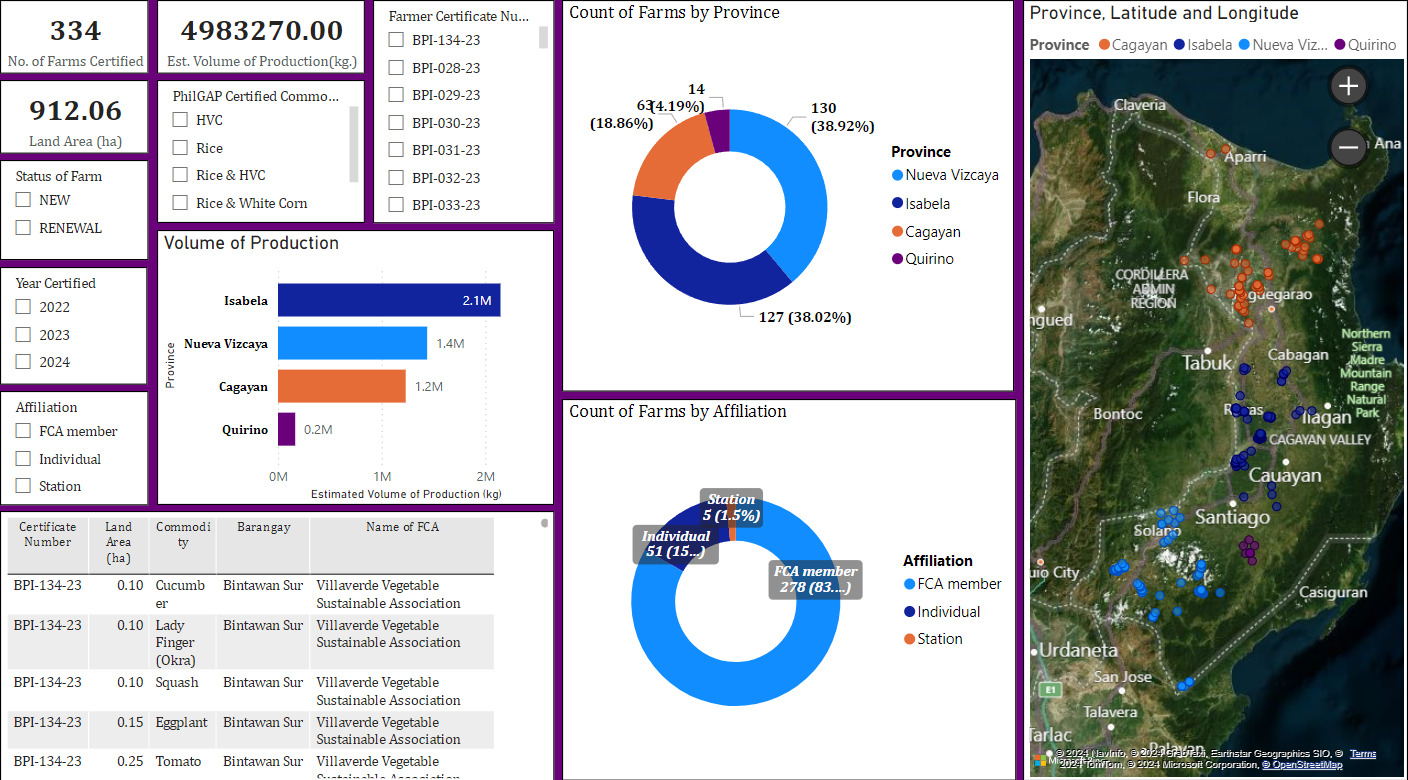 334
No. of Farms Certified
4983270.00
Est. Volume of Production(kg.)
912.06
Land Area (ha)
Status of Farm
NEW
RENEWAL
Year Certified
2022
2023
2024
Affiliation
FCA member
Individual
Station
PhilGAP Certified Commo...
HVC
Rice
Rice & HVC
Rice & White Corn
Farmer Certificate Nu...
BPI-134-23
BPI-028-23
BPI-029-23
BPI-030-23
BPI-031-23
BPI-032-23
BPI-033-23
Volume of Production
Province
Isabela
2.1M
Nueva Vizcaya
1.4M
Cagayan
1.2M
Quirino
0.2M
0M 1M 2M
Estimated Volume of Production (kg)
Certificate Number Land Area (ha) Commodi ty Barangay Name of FCA
BPI-134-23 0.10 Cucumb er Bintawan Sur Villaverde Vegetable Sustainable Association
BPI-134-23 0.10 Lady Finger (Okra) Bintawan Sur Villaverde Vegetable Sustainable Association
BPI-134-23 0.10 Squash Bintawan Sur Villaverde Vegetable Sustainable Association
BPI-134-23 0.15 Eggplant Bintawan Sur Villaverde Vegetable Sustainable Association
BPI-134-23 0.25 Tomato Bintawan Sur Villaverde Vegetable
Count of Farms by Province
14
(4.19%)
63
(18.86%)
130
(38.92%)
127 (38.02%)
Province
Nueva Vizcaya
Isabela
Cagayan
Quirino
Count of Farms by Affiliation
Station
5 (1.5%)
Individual
51 (15...)
FCA member
278 (83....)
Affiliation
FCA member
Individual
Station
Province, Latitude and Longitude
Province Cagayan Isabela Nueva Viz... Quirino
+
−
Claveria
Ana
Aparri
Flora
CORDILLERA
ADMIN
REGION
guegarao
ngued
Northern
Sierra
Madre
Mountain
Range
Natural
Park
Tabuk
Cabagan
Bontoc
Ilagan
CAGAYAN VALLEY
Cauayan
Santiago
Solano
uio City
Casiguran
Urdaneta
San Jose
E1
Talavera
Tarlac
Palayan
© 2024 TomTom, © 2024 Microsoft Corporation, © OpenStreetMap
Terms